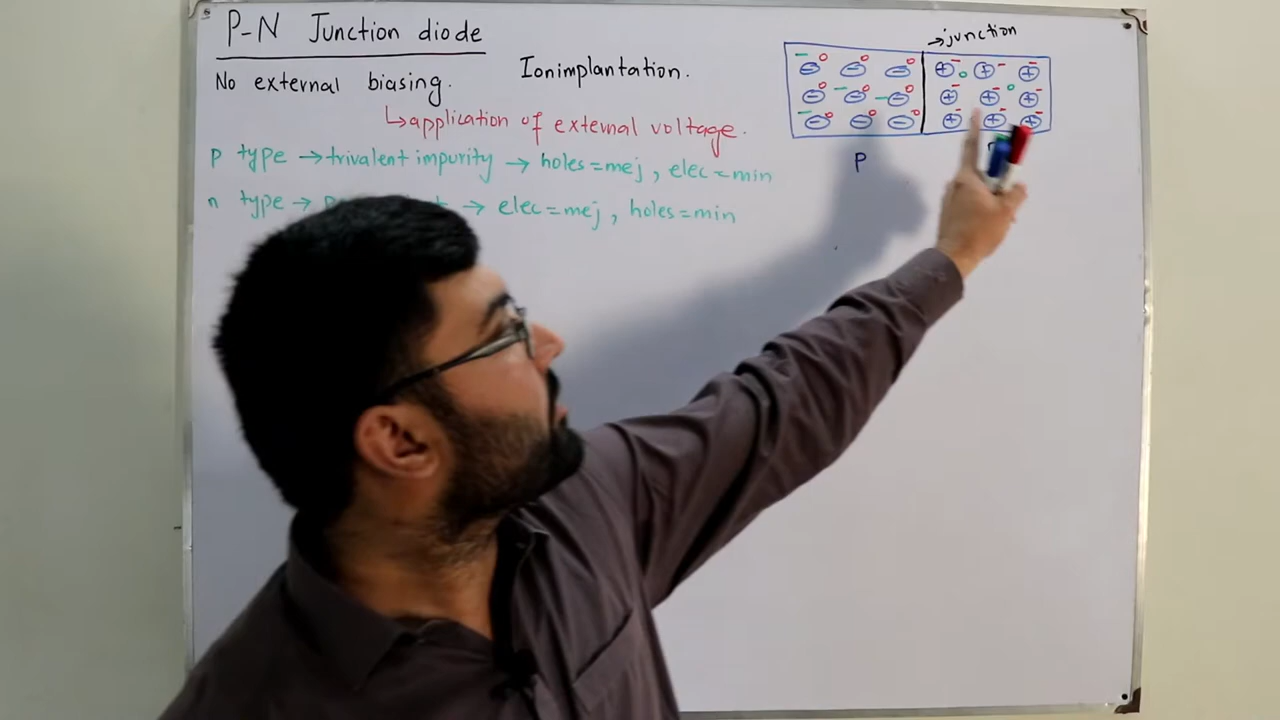 P-N Junction diode
No external biasing.
Ionimplantation.
↳application of external voltage.
P type → trivalent impurity → holes=mej, elec=min
n type → → elec=mej, holes=min
→junction
P